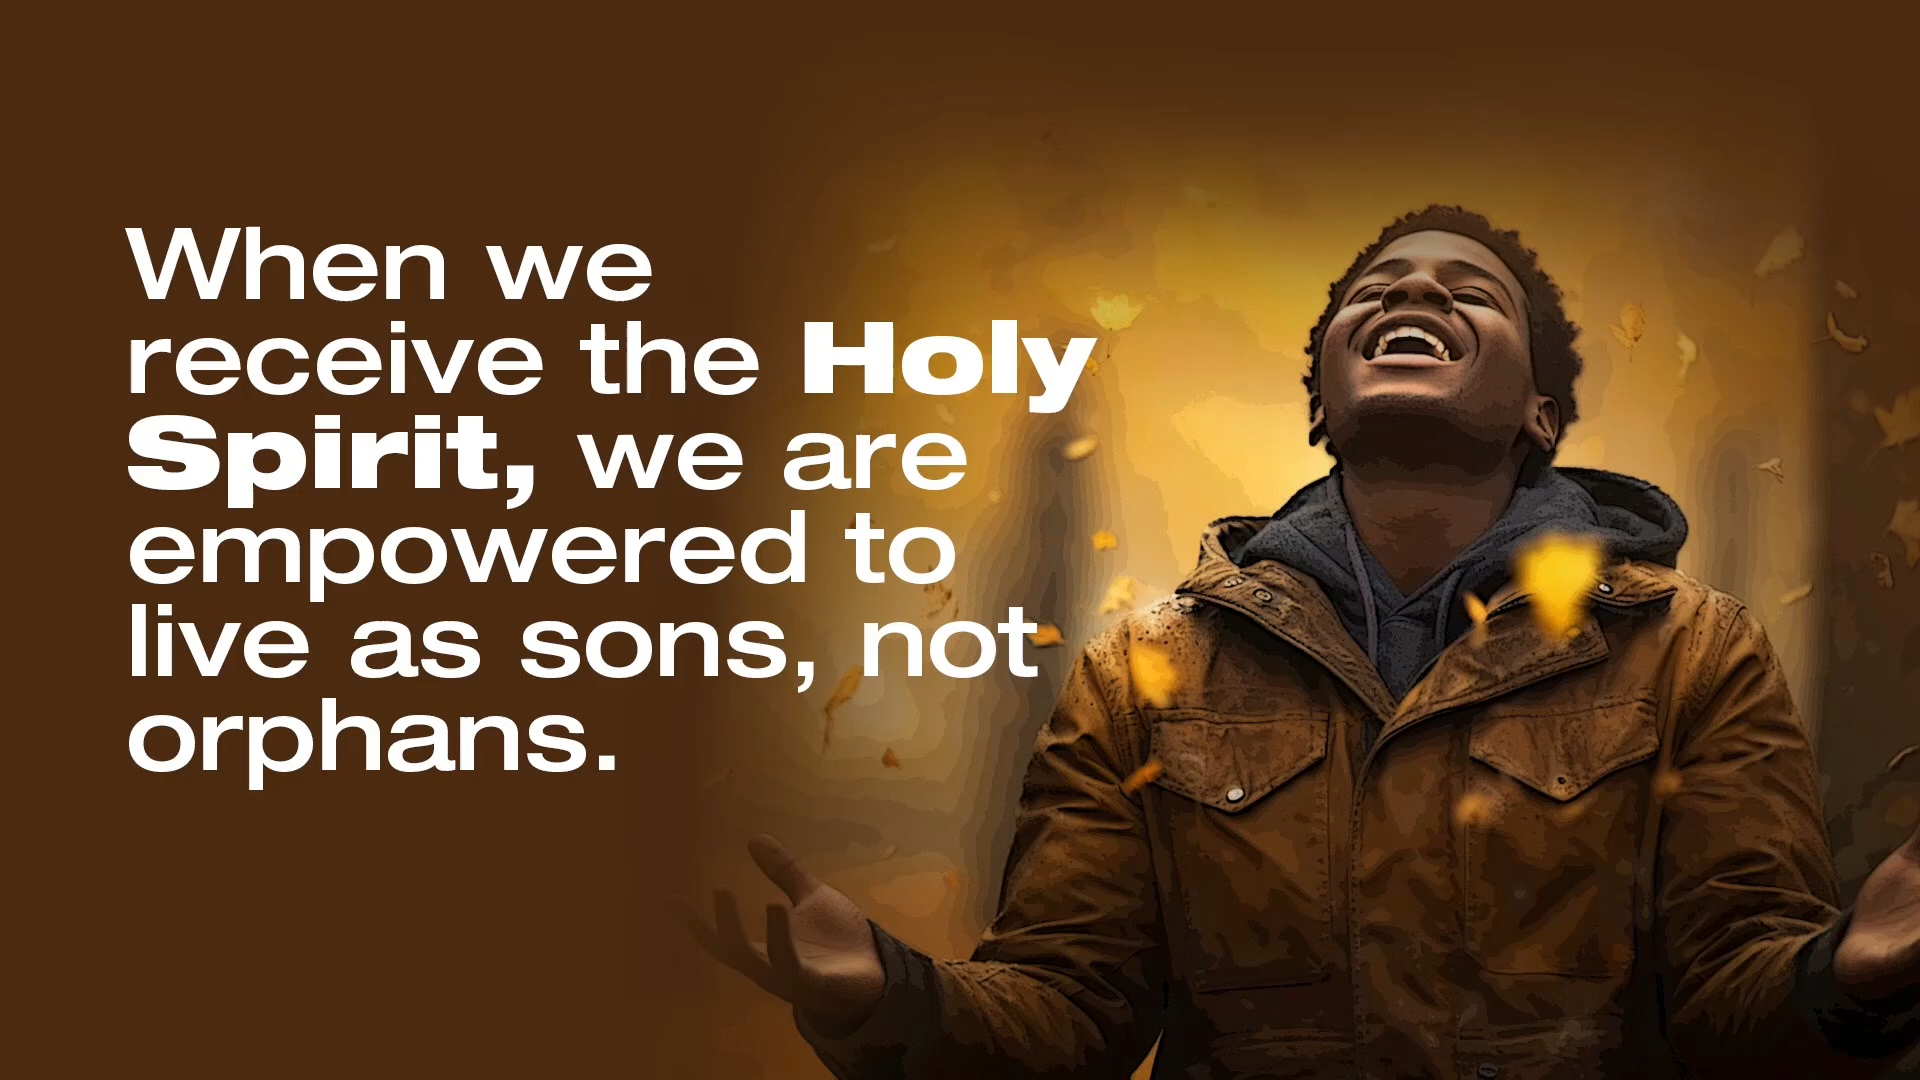 When we
receive the Holy
Spirit, we are
empowered to
live as sons, not
orphans.